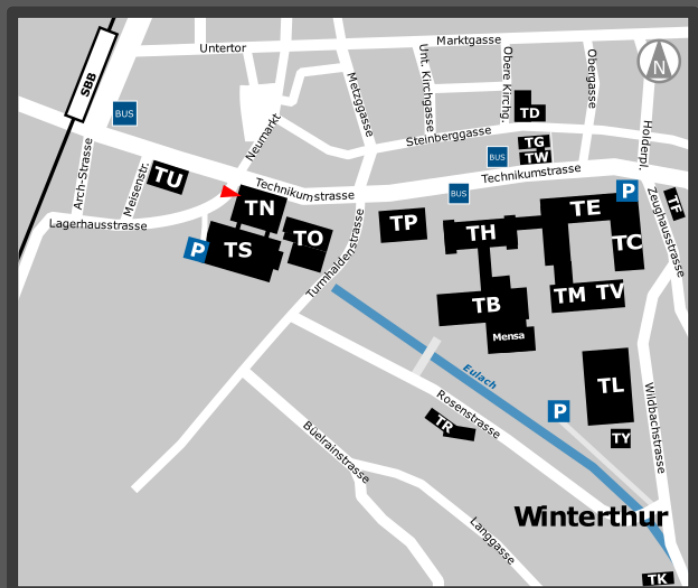 Marktgasse
Untertor
N
SBB
BUS
Unt. Kirchgasse
Obere Kirchg.
Obergasse
Metzggasse
TD
Neumarkt
Steinberggasse
Holderpl.
TG
TW
BUS
Arch-Strasse
Meisenstr.
TU
Technikumstrasse
Technikumstrasse
BUS
P
TN
TE
TF
Zeughausstrasse
Lagerhausstrasse
TP
TH
TO
TC
P
TS
Turmhaldenstrasse
TM
TV
TB
Mensa
Eulach
TL
Wildbachstrasse
Rosenstrasse
P
TR
TY
Büelrainstrasse
Winterthur
Langgasse
TK